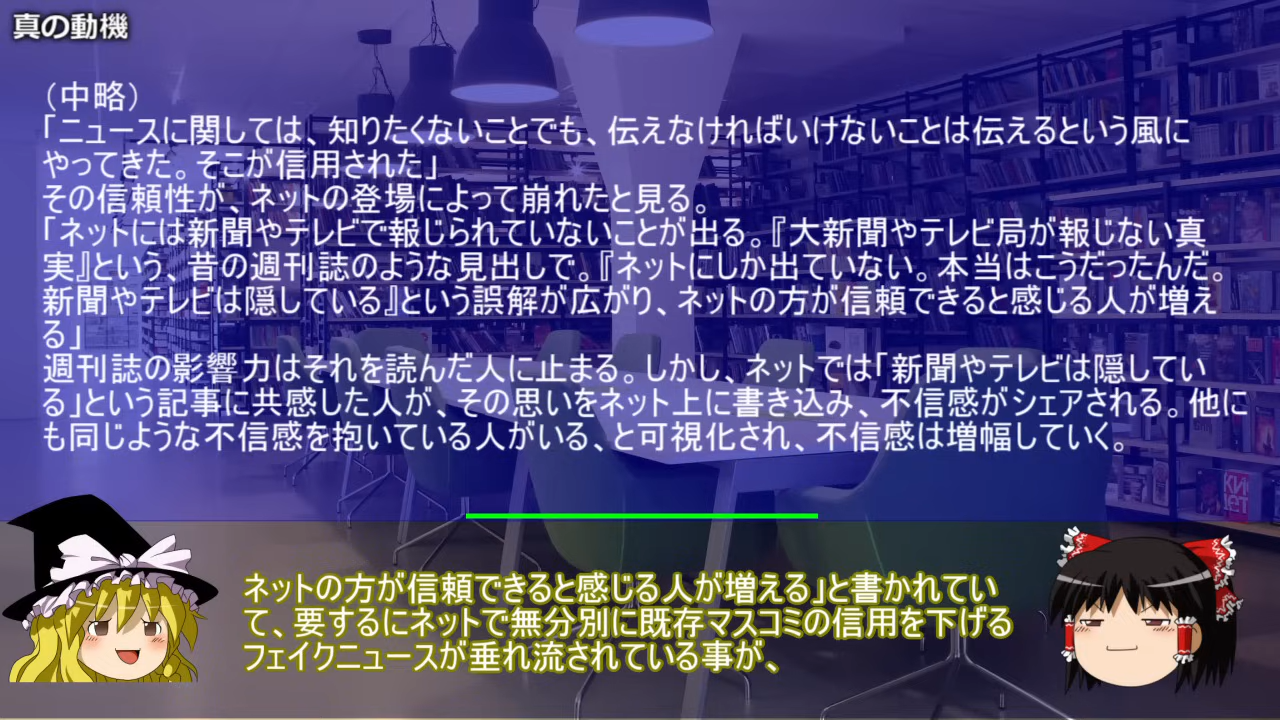 真の動機
（中略）
「ニュースに関しては、知りたくないことでも、伝えなければいけないことは伝えるという風に
やってきた。そこが信用された」
その信頼性が、ネットの登場によって崩れたと見る。
「ネットには新聞やテレビで報じられていないことが出る。『大新聞やテレビ局が報じない真
実』という、昔の週刊誌のような見出しで。『ネットにしか出ていない。本当はこうだったんだ。
新聞やテレビは隠している』という誤解が広がり、ネットの方が信頼できると感じる人が増え
る」
週刊誌の影響力はそれを読んだ人に止まる。しかし、ネットでは「新聞やテレビは隠してい
る」という記事に共感した人が、その思いをネット上に書き込み、不信感がシェアされる。他に
も同じような不信感を抱いている人がいる、と可視化され、不信感は増幅していく。
ネットの方が信頼できると感じる人が増える」と書かれてい
て、要するにネットで無分別に既存マスコミの信用を下げる
フェイクニュースが垂れ流されている事が、